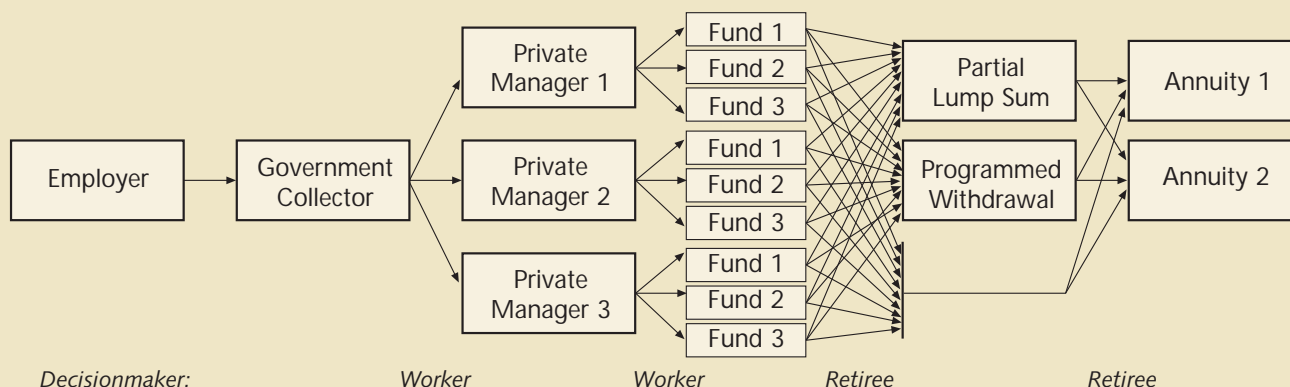 Employer
Government
Collector
Private
Manager 1
Private
Manager 2
Private
Manager 3
Fund 1
Fund 2
Fund 3
Fund 1
Fund 2
Fund 3
Fund 1
Fund 2
Fund 3
Partial
Lump Sum
Programmed
Withdrawal
Annuity 1
Annuity 2
Decisionmaker:
Worker
Worker
Retiree
Retiree